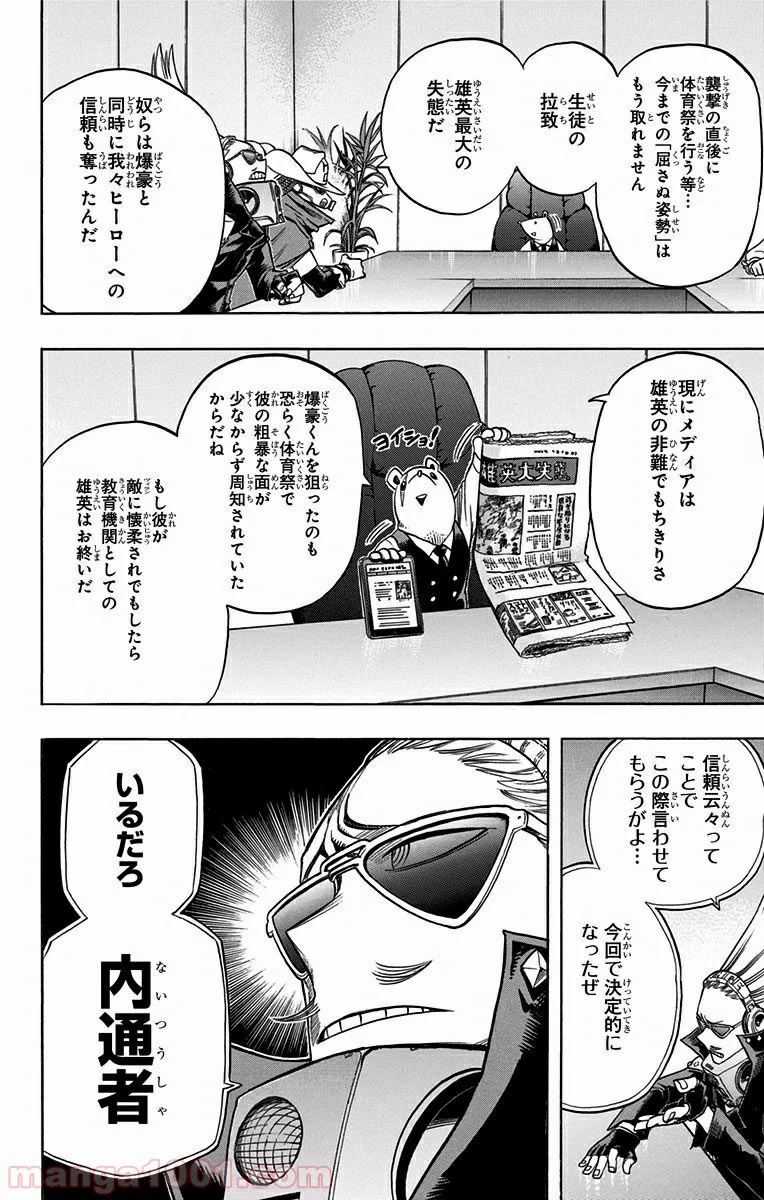 襲撃の直後に
体育祭を行う等…
今までの「屈さぬ姿勢」は
もう取れません
生徒の
拉致
雄英最大の
失態だ
奴らは爆豪と
同時に我々ヒーローへの
信頼も奪ったんだ
現にメディアは
雄英の非難でもちきりさ
ヨイショ!
雄英大失態
爆豪くんを狙ったのも
恐らく体育祭で
彼の粗暴な面が
少なからず周知されていた
からだね
もし彼が
敵に懐柔されでもしたら
教育機関としての
雄英はお終いだ
信頼云々って
ことで
この際言わせて
もらうがよ…
今回で決定的に
なったぜ
いるだろ
内通者
manga1001.com